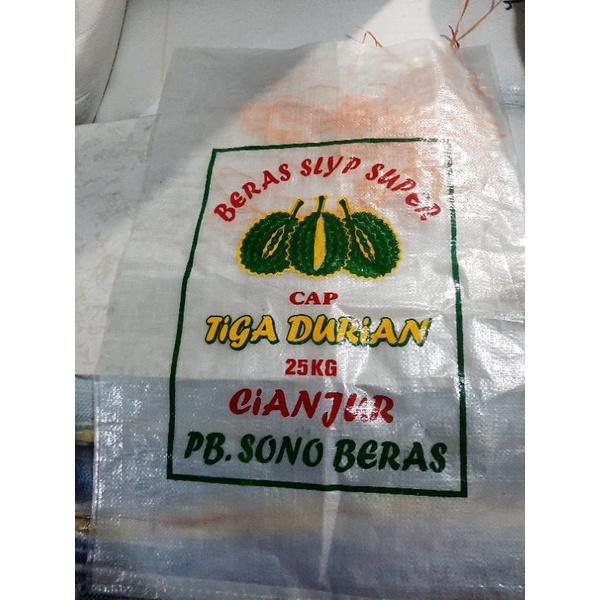 BERAS SLYP SUPER
CAP
TiGA DURiAN
25KG
CiANJUR
PB. SONO BERAS